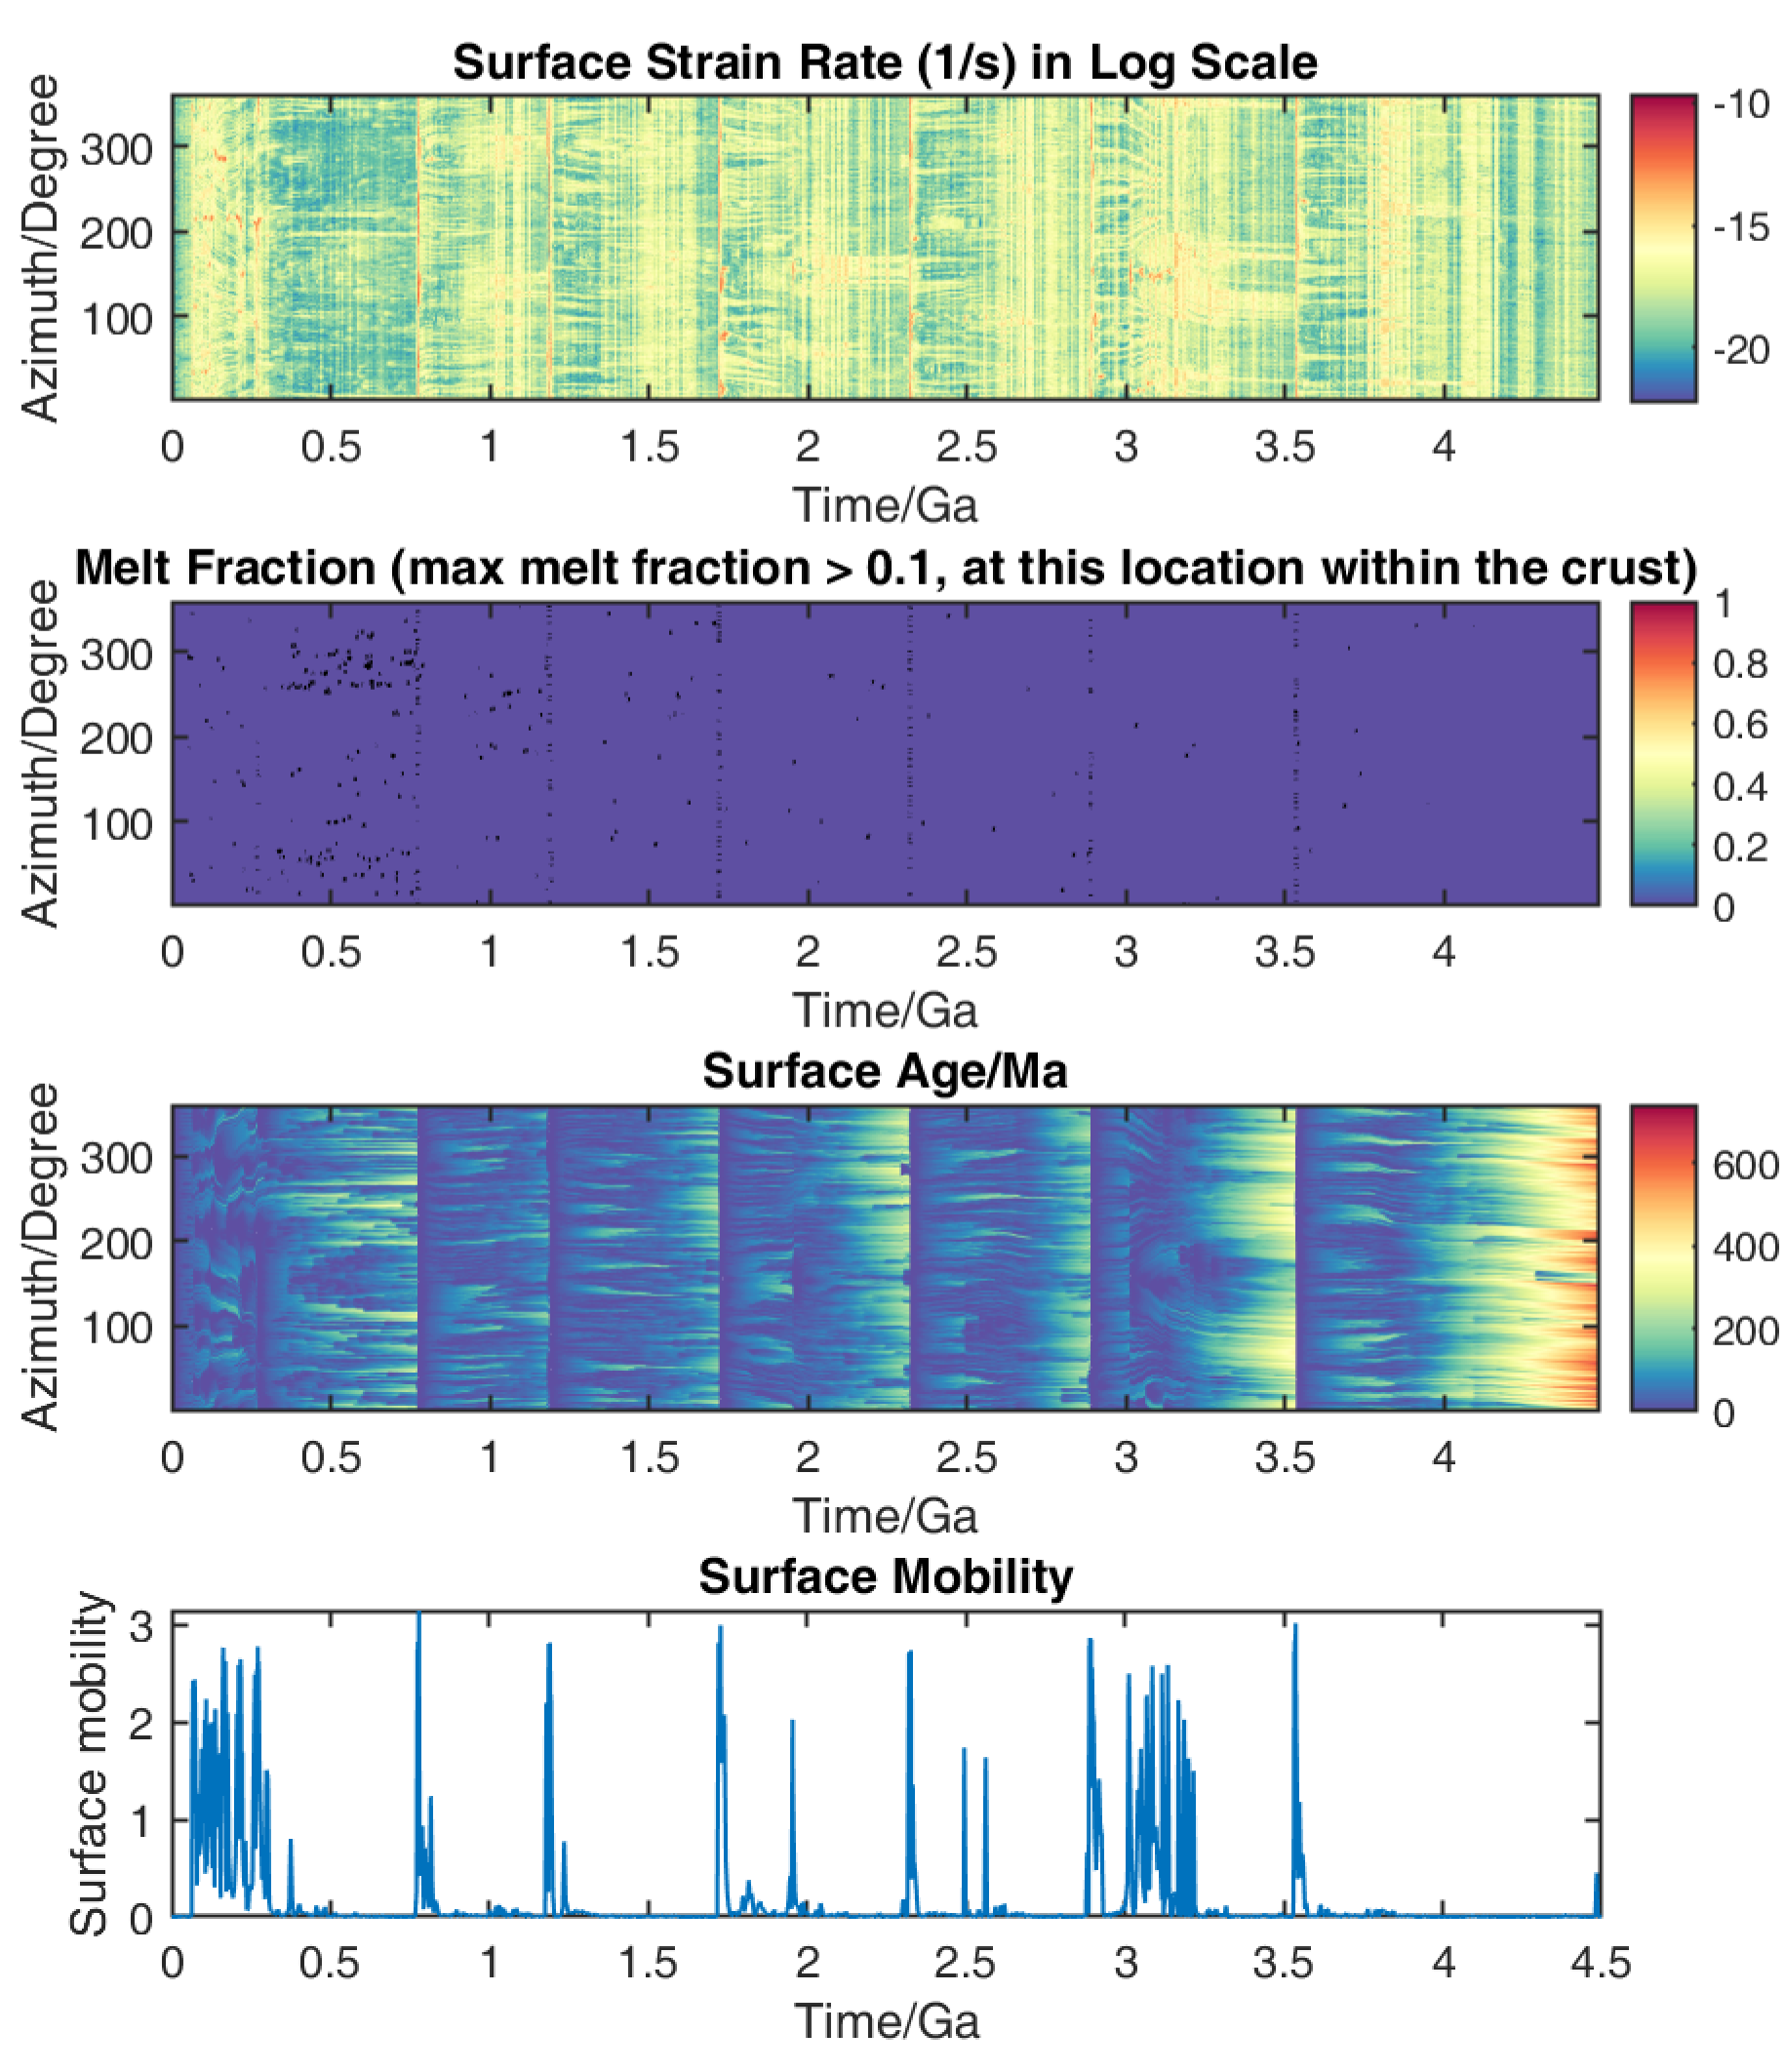 Surface Strain Rate (1/s) in Log Scale
Azimuth/Degree
300
200
100
-10
-15
-20
0 0.5 1 1.5 2 2.5 3 3.5 4
Time/Ga
Melt Fraction (max melt fraction > 0.1, at this location within the crust)
Azimuth/Degree
300
200
100
1
0.8
0.6
0.4
0.2
0
0 0.5 1 1.5 2 2.5 3 3.5 4
Time/Ga
Surface Age/Ma
Azimuth/Degree
300
200
100
600
400
200
0
0 0.5 1 1.5 2 2.5 3 3.5 4
Time/Ga
Surface Mobility
Surface mobility
3
2
1
0
0 0.5 1 1.5 2 2.5 3 3.5 4 4.5
Time/Ga